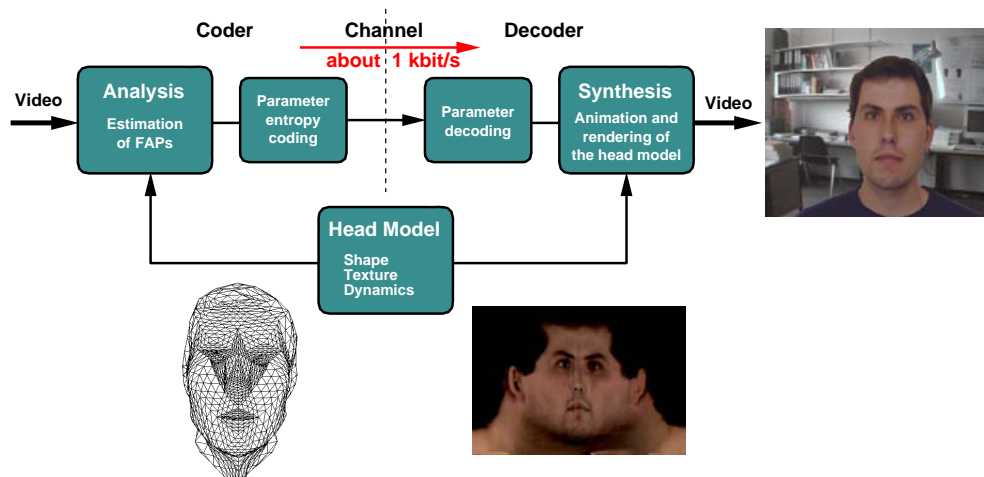 Coder
Channel
Decoder
about 1 kbit/s
Video
Analysis
Estimation
of FAPs
Parameter
entropy
coding
Parameter
decoding
Synthesis
Animation and
rendering of
the head model
Video
Head Model
Shape
Texture
Dynamics